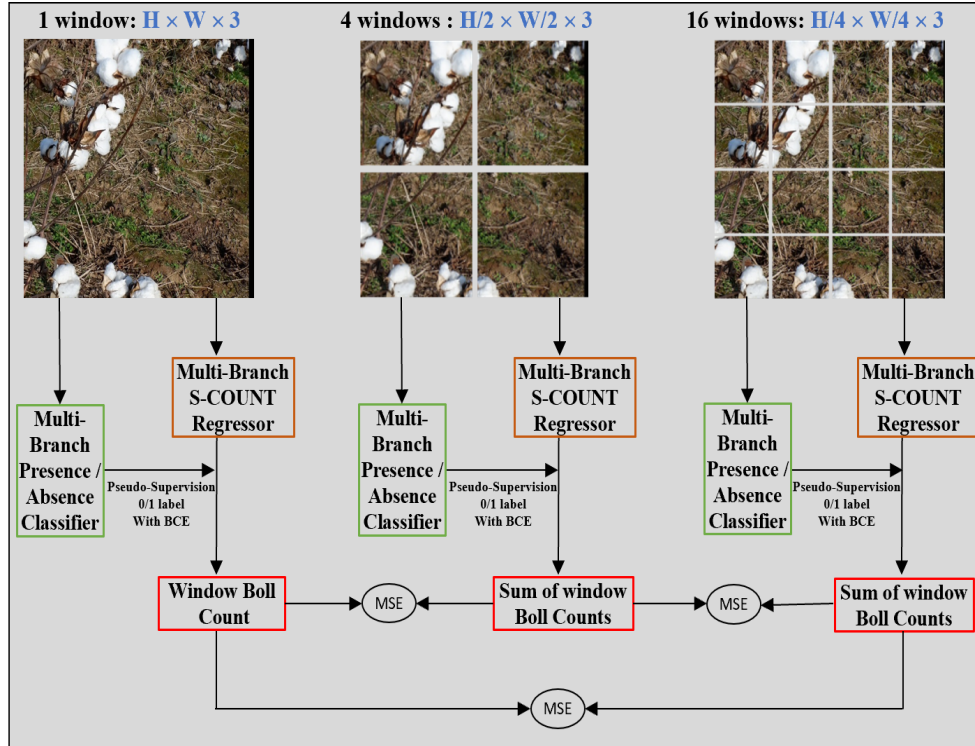 1 window: H × W × 3
4 windows : H/2 × W/2 × 3
16 windows: H/4 × W/4 × 3
Multi-Branch
S-COUNT
Regressor
Multi-
Branch
Presence /
Absence
Classifier
Pseudo-Supervision
0/1 label
With BCE
Multi-Branch
S-COUNT
Regressor
Multi-
Branch
Presence /
Absence
Classifier
Pseudo-Supervision
0/1 label
With BCE
Multi-Branch
S-COUNT
Regressor
Multi-
Branch
Presence /
Absence
Classifier
Pseudo-Supervision
0/1 label
With BCE
Window Boll
Count
MSE
Sum of window
Boll Counts
MSE
Sum of window
Boll Counts
MSE